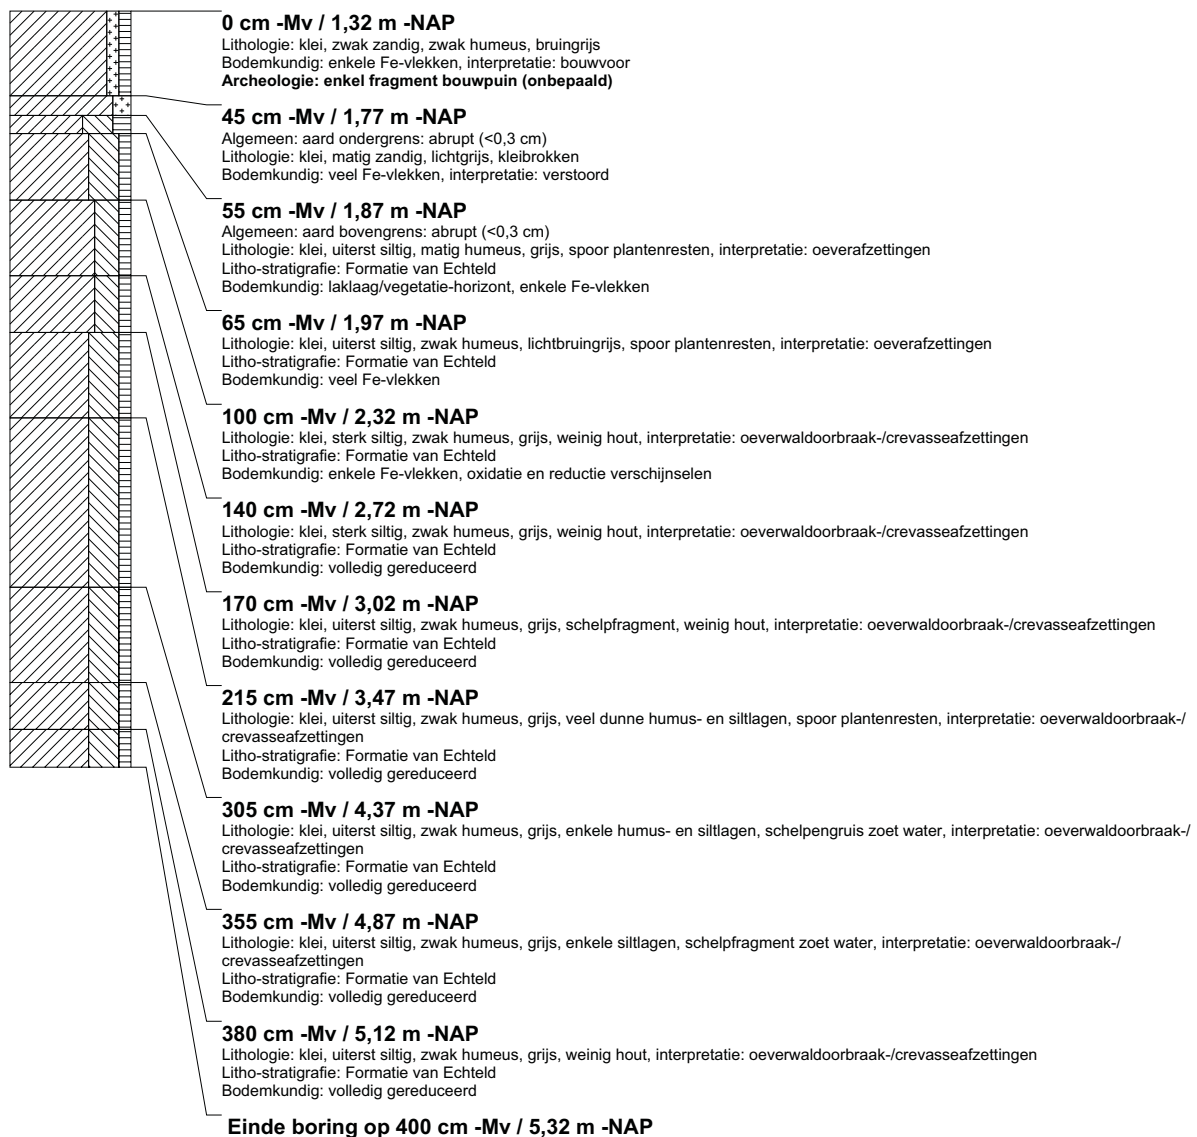 0 cm -Mv / 1,32 m -NAP
Lithologie: klei, zwak zandig, zwak humeus, bruingrijs
Bodemkundig: enkele Fe-vlekken, interpretatie: bouwvoor
Archeologie: enkel fragment bouwpuin (onbepaald)
45 cm -Mv / 1,77 m -NAP
Algemeen: aard ondergrens: abrupt (<0,3 cm)
Lithologie: klei, matig zandig, lichtgrijs, kleibrokken
Bodemkundig: veel Fe-vlekken, interpretatie: verstoord
55 cm -Mv / 1,87 m -NAP
Algemeen: aard bovengrens: abrupt (<0,3 cm)
Lithologie: klei, uiterst siltig, matig humeus, grijs, spoor plantenresten, interpretatie: oeverafzettingen
Litho-stratigrafie: Formatie van Echteld
Bodemkundig: laklaag/vegetatie-horizont, enkele Fe-vlekken
65 cm -Mv / 1,97 m -NAP
Lithologie: klei, uiterst siltig, zwak humeus, lichtbruingrijs, spoor plantenresten, interpretatie: oeverafzettingen
Litho-stratigrafie: Formatie van Echteld
Bodemkundig: veel Fe-vlekken
100 cm -Mv / 2,32 m -NAP
Lithologie: klei, sterk siltig, zwak humeus, grijs, weinig hout, interpretatie: oeverwaldoorbraak-/crevasseafzettingen
Litho-stratigrafie: Formatie van Echteld
Bodemkundig: enkele Fe-vlekken, oxidatie en reductie verschijnselen
140 cm -Mv / 2,72 m -NAP
Lithologie: klei, sterk siltig, zwak humeus, grijs, weinig hout, interpretatie: oeverwaldoorbraak-/crevasseafzettingen
Litho-stratigrafie: Formatie van Echteld
Bodemkundig: volledig gereduceerd
170 cm -Mv / 3,02 m -NAP
Lithologie: klei, uiterst siltig, zwak humeus, grijs, schelpfragment, weinig hout, interpretatie: oeverwaldoorbraak-/crevasseafzettingen
Litho-stratigrafie: Formatie van Echteld
Bodemkundig: volledig gereduceerd
215 cm -Mv / 3,47 m -NAP
Lithologie: klei, uiterst siltig, zwak humeus, grijs, veel dunne humus- en siltlagen, spoor plantenresten, interpretatie: oeverwaldoorbraak-/
crevasseafzettingen
Litho-stratigrafie: Formatie van Echteld
Bodemkundig: volledig gereduceerd
305 cm -Mv / 4,37 m -NAP
Lithologie: klei, uiterst siltig, zwak humeus, grijs, enkele humus- en siltlagen, schelpengruis zoet water, interpretatie: oeverwaldoorbraak-/
crevasseafzettingen
Litho-stratigrafie: Formatie van Echteld
Bodemkundig: volledig gereduceerd
355 cm -Mv / 4,87 m -NAP
Lithologie: klei, uiterst siltig, zwak humeus, grijs, enkele siltlagen, schelpfragment zoet water, interpretatie: oeverwaldoorbraak-/
crevasseafzettingen
Litho-stratigrafie: Formatie van Echteld
Bodemkundig: volledig gereduceerd
380 cm -Mv / 5,12 m -NAP
Lithologie: klei, uiterst siltig, zwak humeus, grijs, weinig hout, interpretatie: oeverwaldoorbraak-/crevasseafzettingen
Litho-stratigrafie: Formatie van Echteld
Bodemkundig: volledig gereduceerd
Einde boring op 400 cm -Mv / 5,32 m -NAP